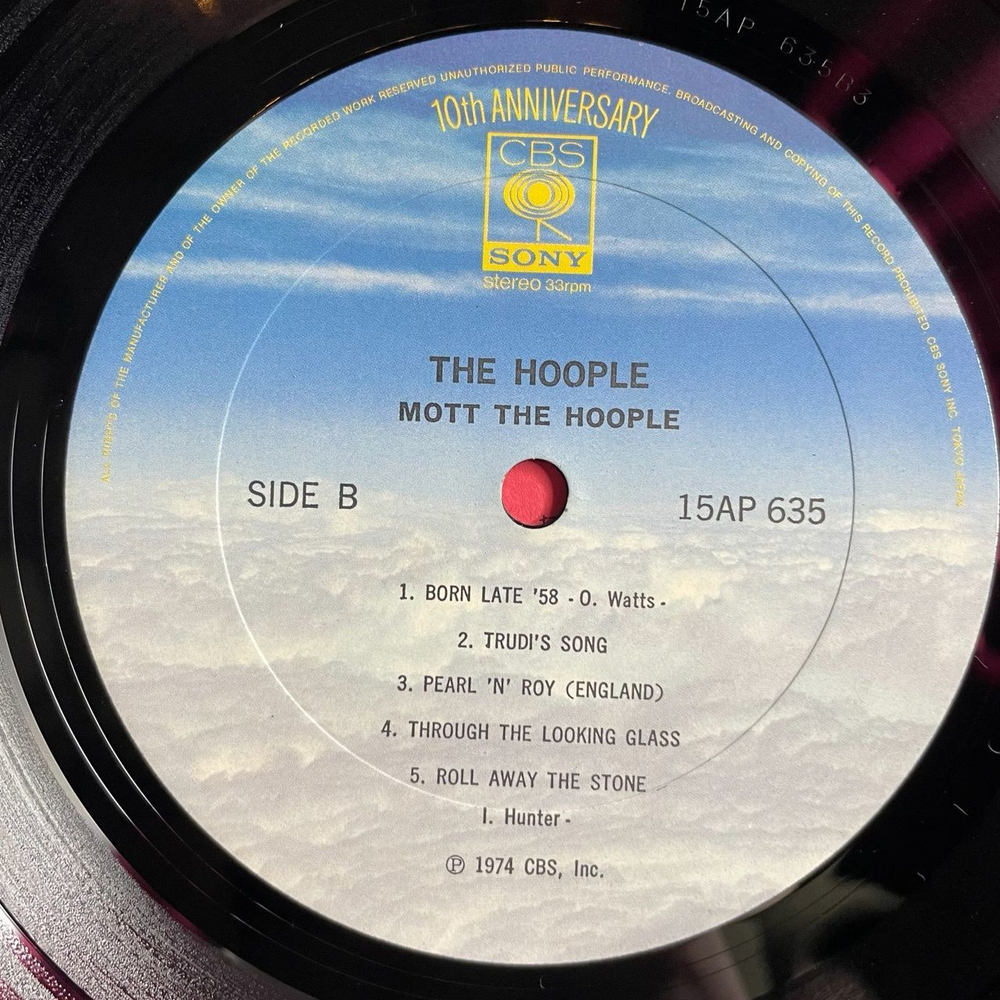 15AP 635B3
ALL RIGHTS OF THE MANUFACTURER AND OF THE OWNER OF THE RECORDED WORK RESERVED UNAUTHORIZED PUBLIC PERFORMANCE. BROADCASTING AND COPYING OF THIS RECORD PROHIBITED. CBS SONY INC. TOKYO JAPAN
10th ANNIVERSARY
CBS
SONY
stereo 33rpm
THE HOOPLE
MOTT THE HOOPLE
SIDE B
15AP 635
1. BORN LATE '58 - O. Watts -
2. TRUDI'S SONG
3. PEARL 'N' ROY (ENGLAND)
4. THROUGH THE LOOKING GLASS
5. ROLL AWAY THE STONE
I. Hunter -
Ⓟ 1974 CBS, Inc.